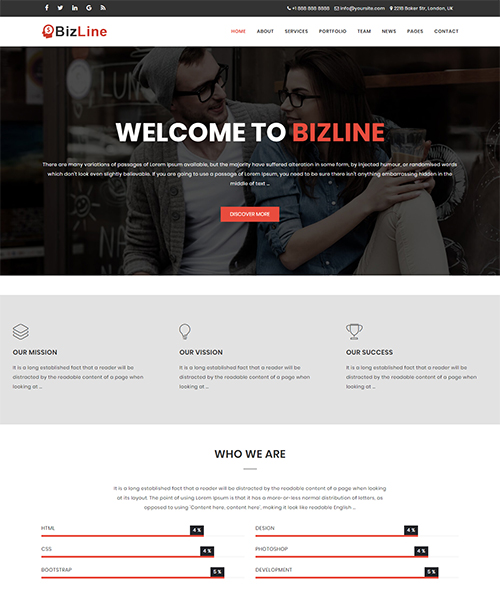 +1 888 888 8888 info@yoursite.com 221B Baker Str, London, UK
BizLine
HOME ABOUT SERVICES PORTFOLIO TEAM NEWS PAGES CONTACT
WELCOME TO BIZLINE
There are many variations of passages of Lorem Ipsum available, but the majority have suffered alteration in some form, by injected humour, or randomised words
which don't look even slightly believable. If you are going to use a passage of Lorem Ipsum, you need to be sure there isn't anything embarrassing hidden in the
middle of text ...
DISCOVER MORE
OUR MISSION
It is a long established fact that a reader will be
distracted by the readable content of a page when
looking at ...
OUR VISSION
It is a long established fact that a reader will be
distracted by the readable content of a page when
looking at ...
OUR SUCCESS
It is a long established fact that a reader will be
distracted by the readable content of a page when
looking at ...
WHO WE ARE
It is a long established fact that a reader will be distracted by the readable content of a page when looking
at its layout. The point of using Lorem Ipsum is that it has a more-or-less normal distribution of letters, as
opposed to using 'Content here, content here', making it look like readable English ...
HTML 4 %
CSS 4 %
BOOTSTRAP 5 %
DESIGN 4 %
PHOTOSHOP 4 %
DEVELOPMENT 5 %